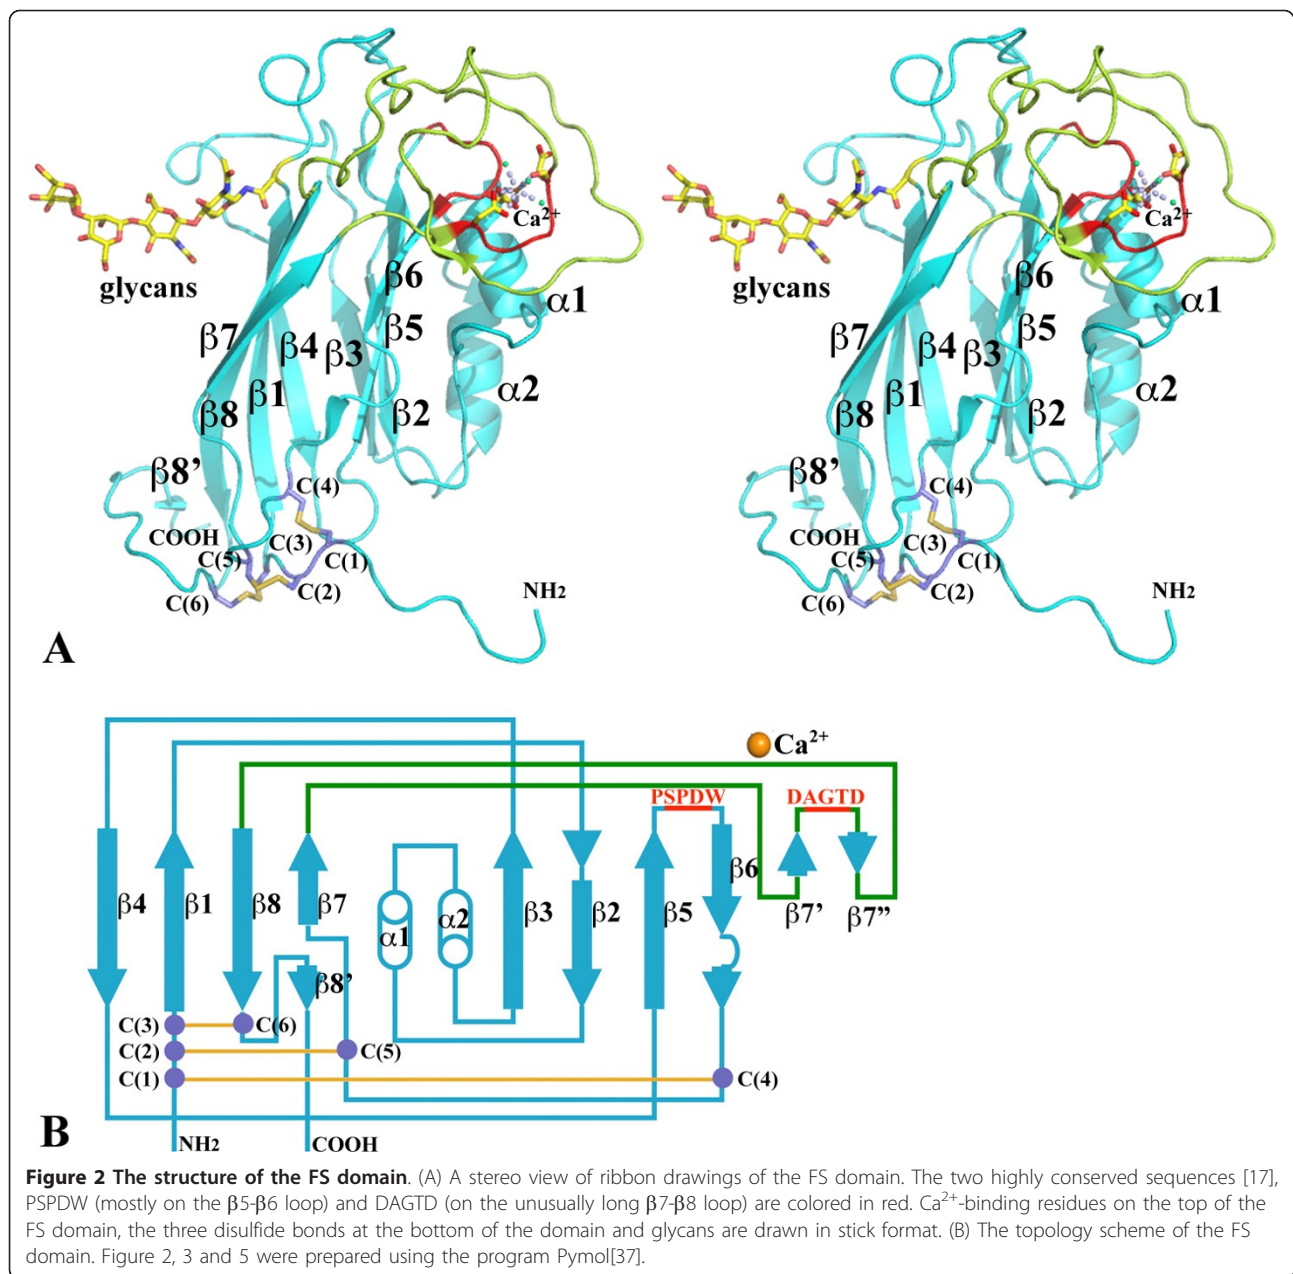 Ca2+ Ca2+
glycans β6 α1 glycans β6 α1
β7 β4 β3 β5 β7 β4 β3 β5
β8 β1 β2 α2 β8 β1 β2 α2
β8’ C(4) β8’ C(4)
COOH C(3) COOH C(3)
C(5) C(1) C(5) C(1)
C(6) C(2) NH2 C(6) C(2) NH2
A
Ca2+
PSPDW DAGTD
β6
β4 β1 β8 β7 α1 α2 β3 β2 β5 β7’ β7”
β8’
C(3) C(6)
C(2) C(5)
C(1) C(4)
B NH2 COOH
Figure 2 The structure of the FS domain. (A) A stereo view of ribbon drawings of the FS domain. The two highly conserved sequences [17],
PSPDW (mostly on the β5-β6 loop) and DAGTD (on the unusually long β7-β8 loop) are colored in red. Ca2+-binding residues on the top of the
FS domain, the three disulfide bonds at the bottom of the domain and glycans are drawn in stick format. (B) The topology scheme of the FS
domain. Figure 2, 3 and 5 were prepared using the program Pymol[37].